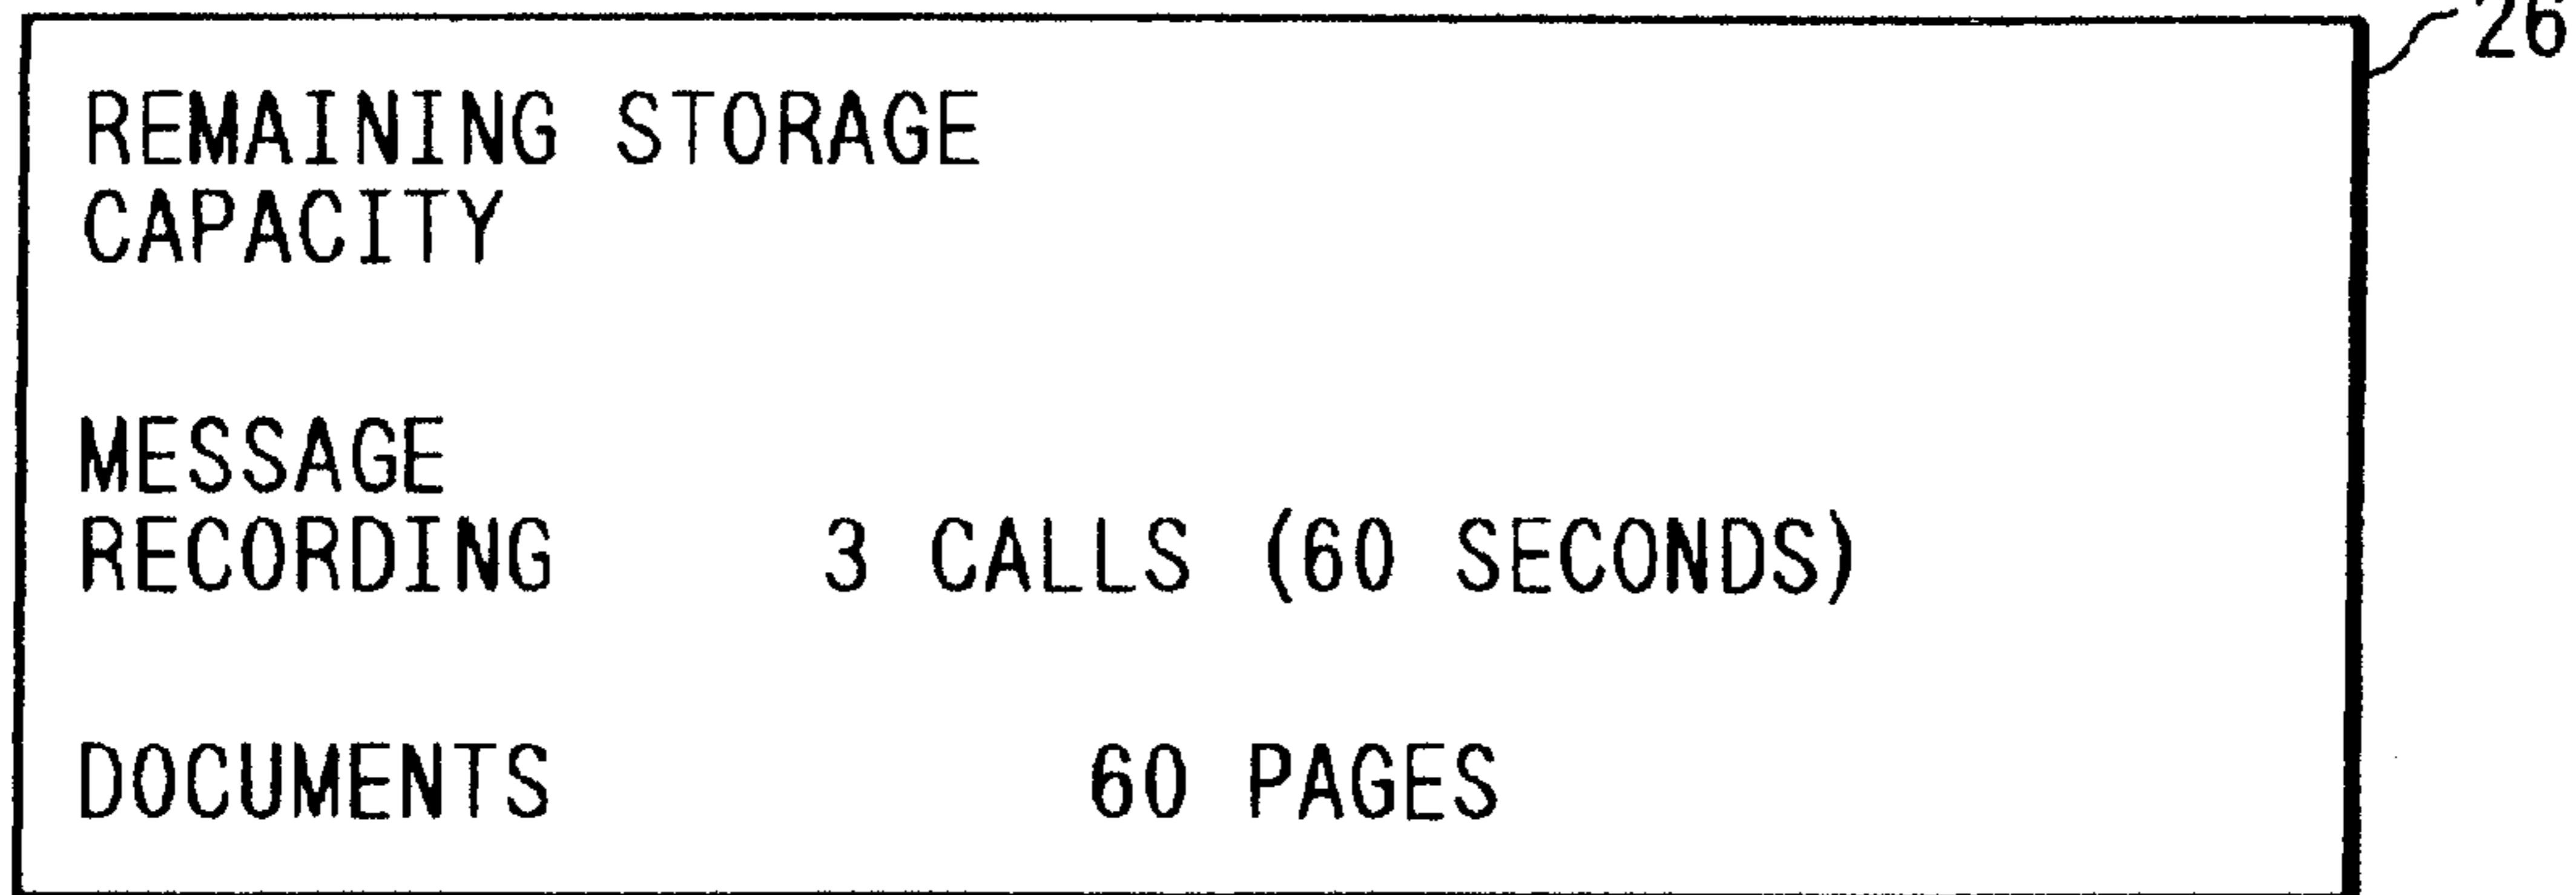 26
REMAINING STORAGE
CAPACITY
MESSAGE
RECORDING 3 CALLS (60 SECONDS)
DOCUMENTS 60 PAGES